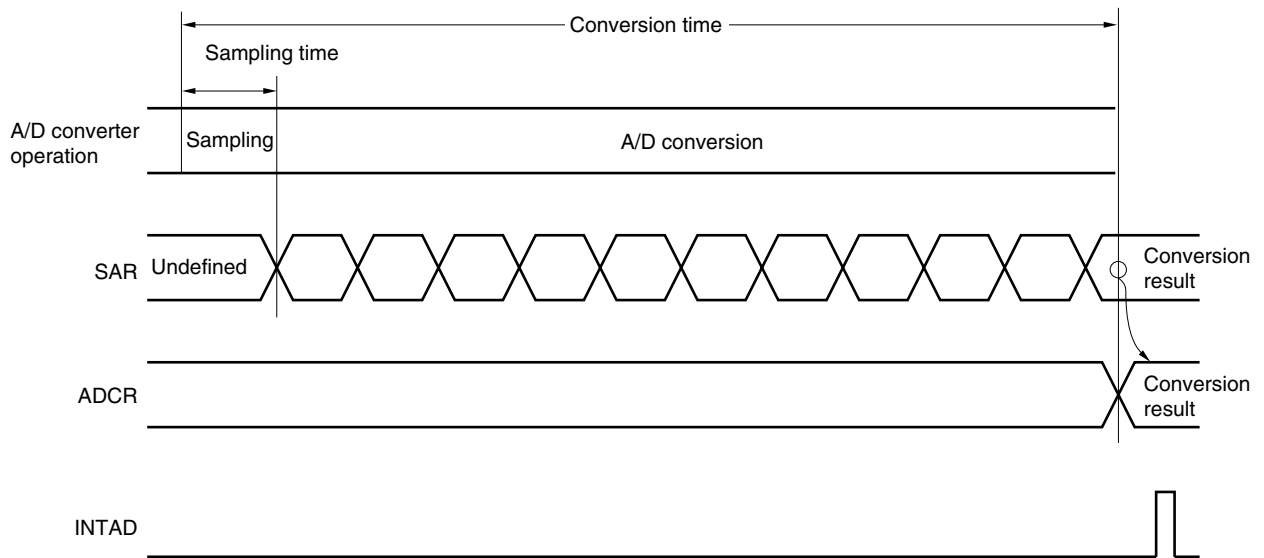 Conversion time
Sampling time
A/D converter
operation
Sampling
A/D conversion
SAR
Undefined
Conversion
result
ADCR
Conversion
result
INTAD